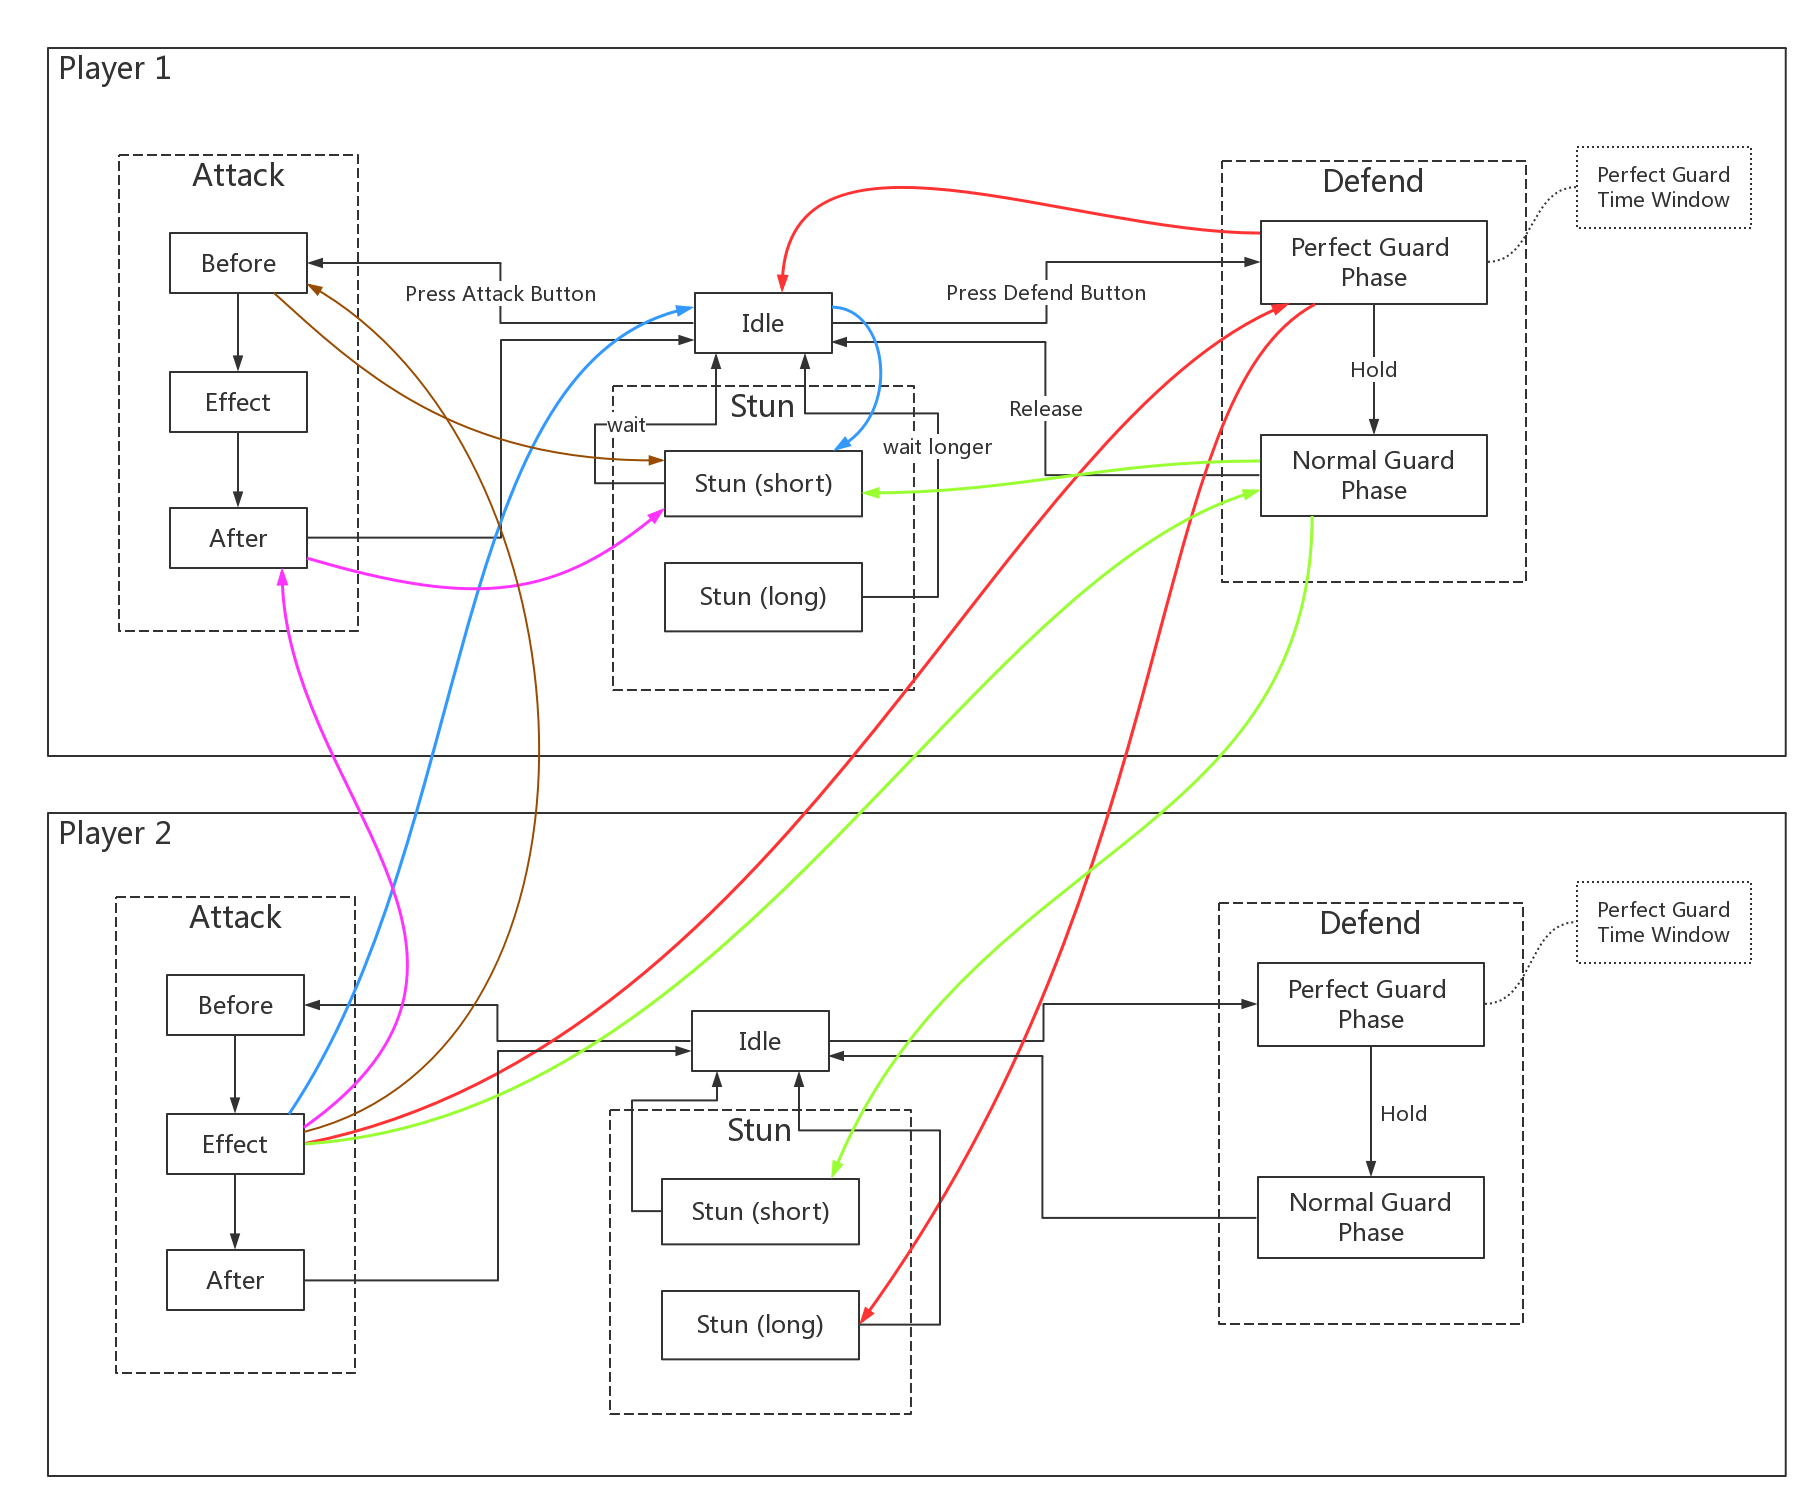 Player 1
Attack
Before
Effect
After
Press Attack Button
Idle
Press Defend Button
Stun
wait
wait longer
Stun (short)
Stun (long)
Release
Defend
Perfect Guard
Phase
Hold
Normal Guard
Phase
Perfect Guard
Time Window
Player 2
Attack
Before
Effect
After
Idle
Stun
Stun (short)
Stun (long)
Defend
Perfect Guard
Phase
Hold
Normal Guard
Phase
Perfect Guard
Time Window